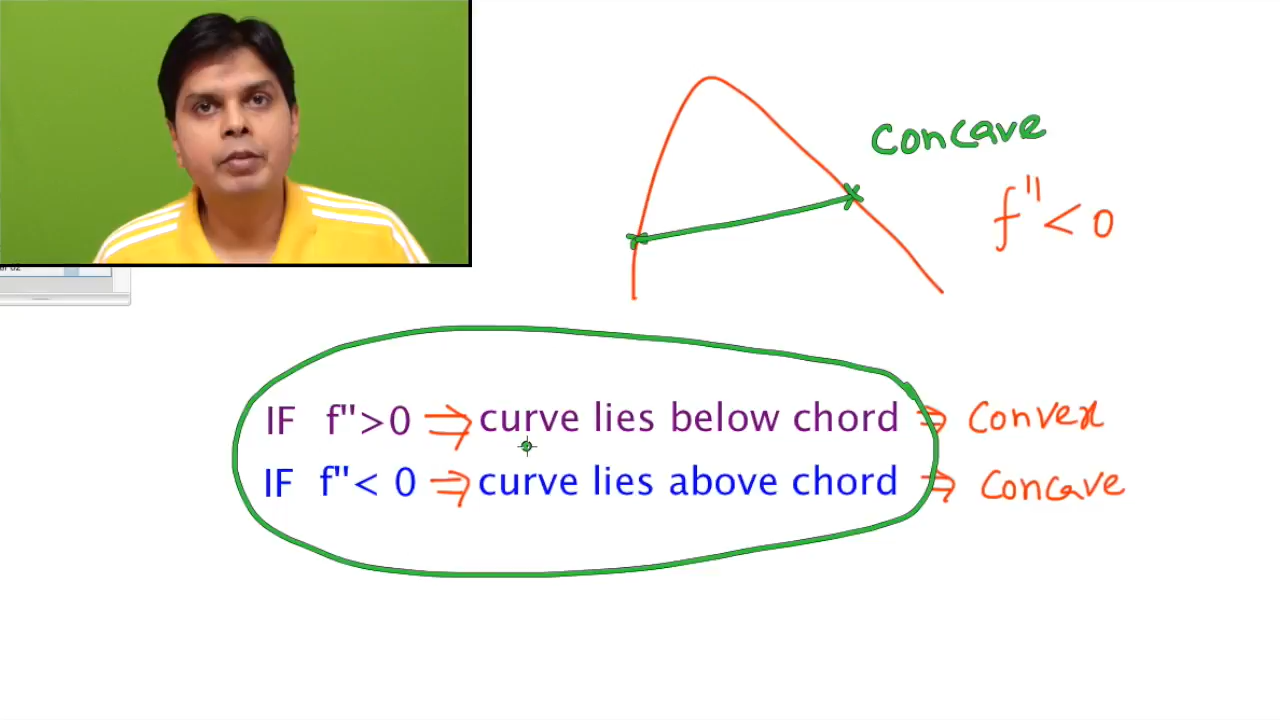 concave
f" < 0
IF f">0 ⇒ curve lies below chord ⇒ Convex
IF f"< 0 ⇒ curve lies above chord ⇒ Concave